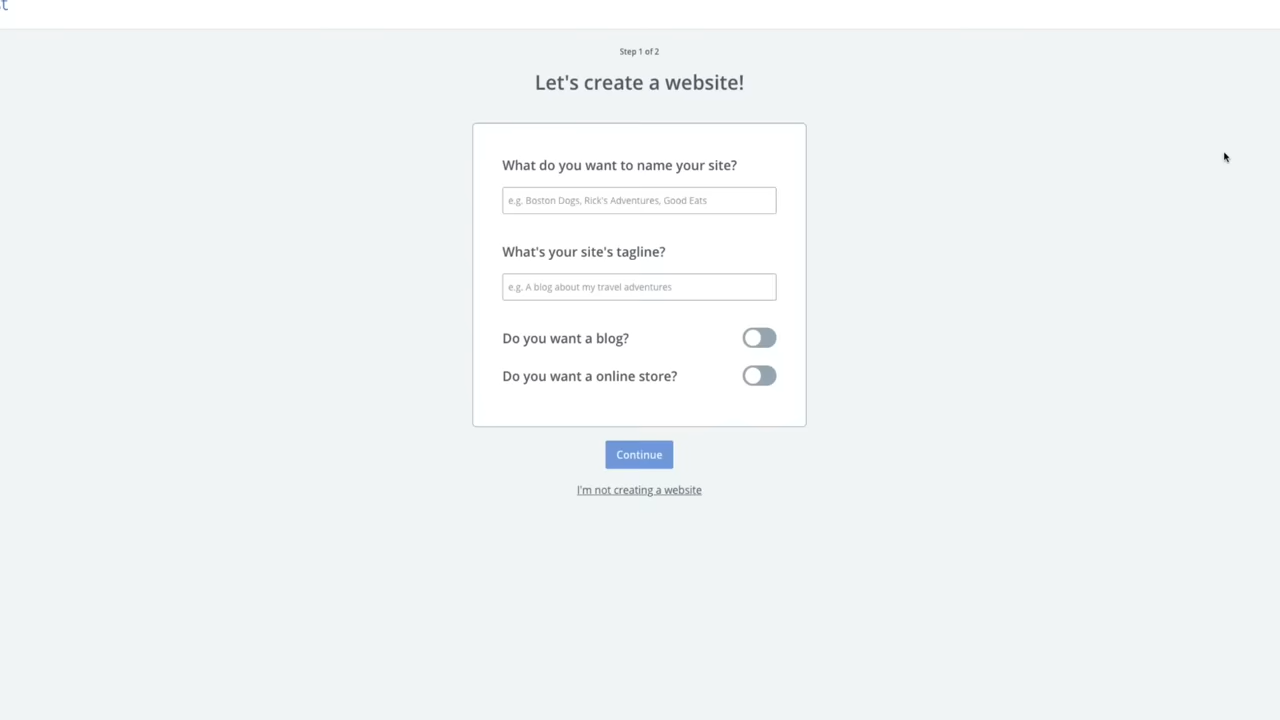 Step 1 of 2
Let's create a website!
What do you want to name your site?
e.g. Boston Dogs, Rick's Adventures, Good Eats
What's your site's tagline?
e.g. A blog about my travel adventures
Do you want a blog?
Do you want a online store?
Continue
I'm not creating a website